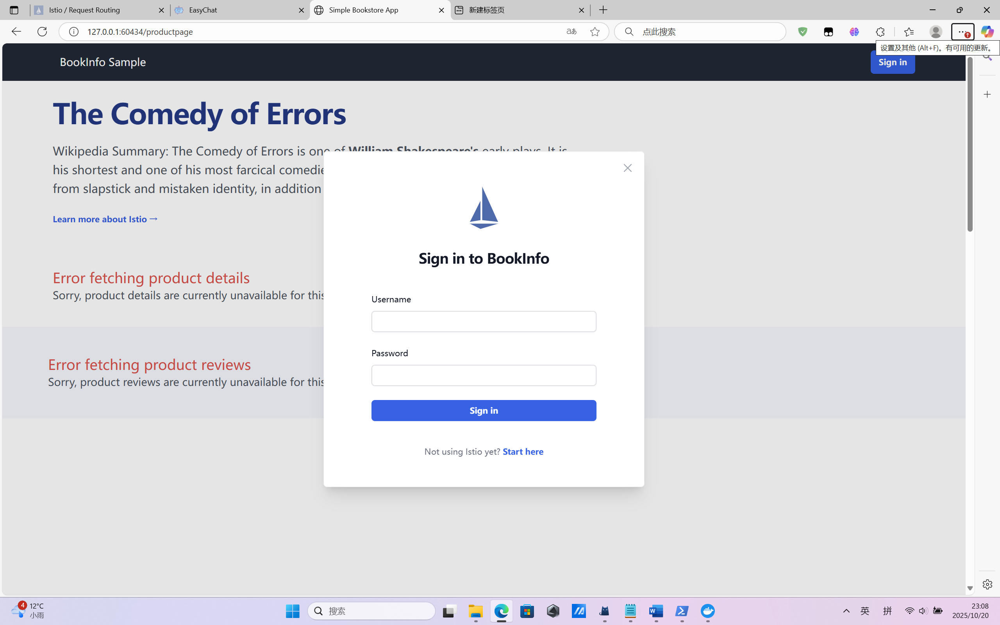 Istio / Request Routing
EasyChat
Simple Bookstore App
新建标签页
127.0.0.1:60434/productpage
aあ
点此搜索
设置及其他 (Alt+F)。有可用的更新。
BookInfo Sample
Sign in
The Comedy of Errors
Wikipedia Summary: The Comedy of Errors is one of William Shakespeare's early plays. It is
his shortest and one of his most farcical comedie
from slapstick and mistaken identity, in addition
Learn more about Istio →
Error fetching product details
Sorry, product details are currently unavailable for this
Error fetching product reviews
Sorry, product reviews are currently unavailable for this
Sign in to BookInfo
Username
Password
Sign in
Not using Istio yet? Start here
4
12°C
小雨
搜索
W
英
拼
23:08
2025/10/20